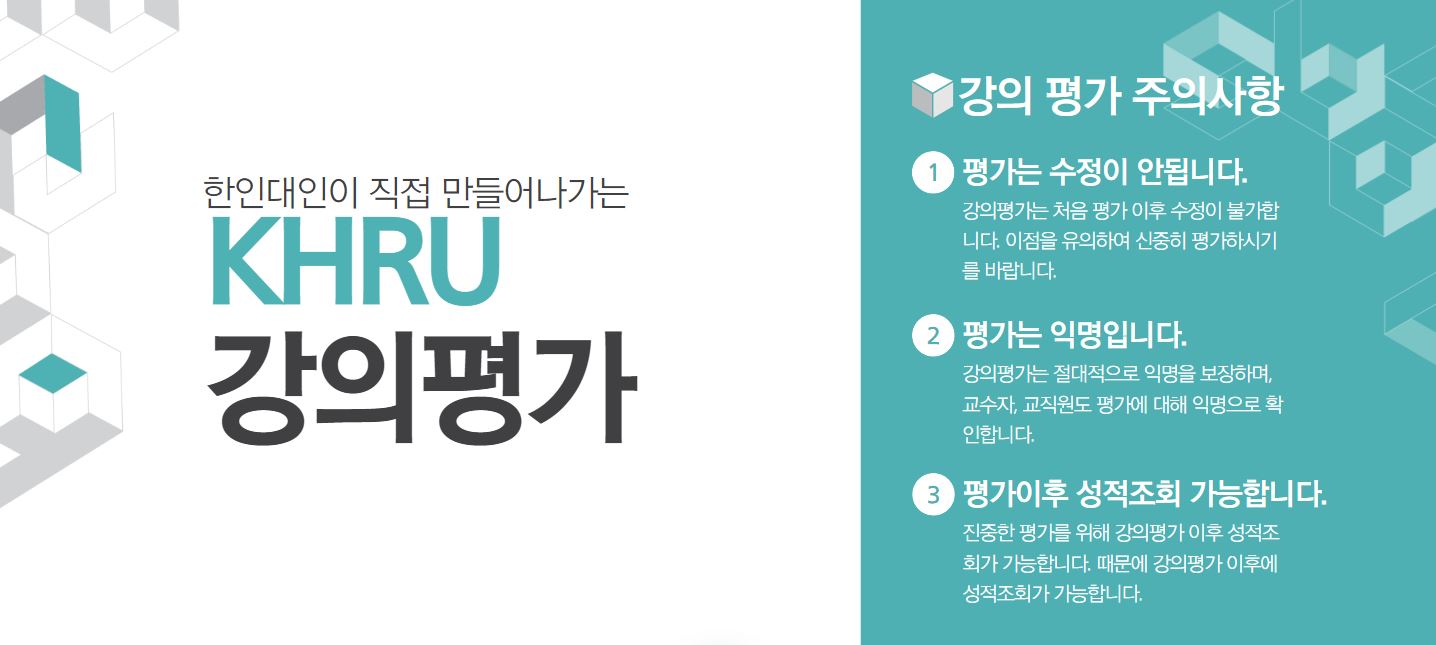 한인대인이 직접 만들어나가는
KHRU
강의평가
강의 평가 주의사항
1 평가는 수정이 안됩니다.
강의평가는 처음 평가 이후 수정이 불가합
니다. 이점을 유의하여 신중히 평가하시기
를 바랍니다.
2 평가는 익명입니다.
강의평가는 절대적으로 익명을 보장하며,
교수자, 교직원도 평가에 대해 익명으로 확
인합니다.
3 평가이후 성적조회 가능합니다.
진중한 평가를 위해 강의평가 이후 성적조
회가 가능합니다. 때문에 강의평가 이후에
성적조회가 가능합니다.